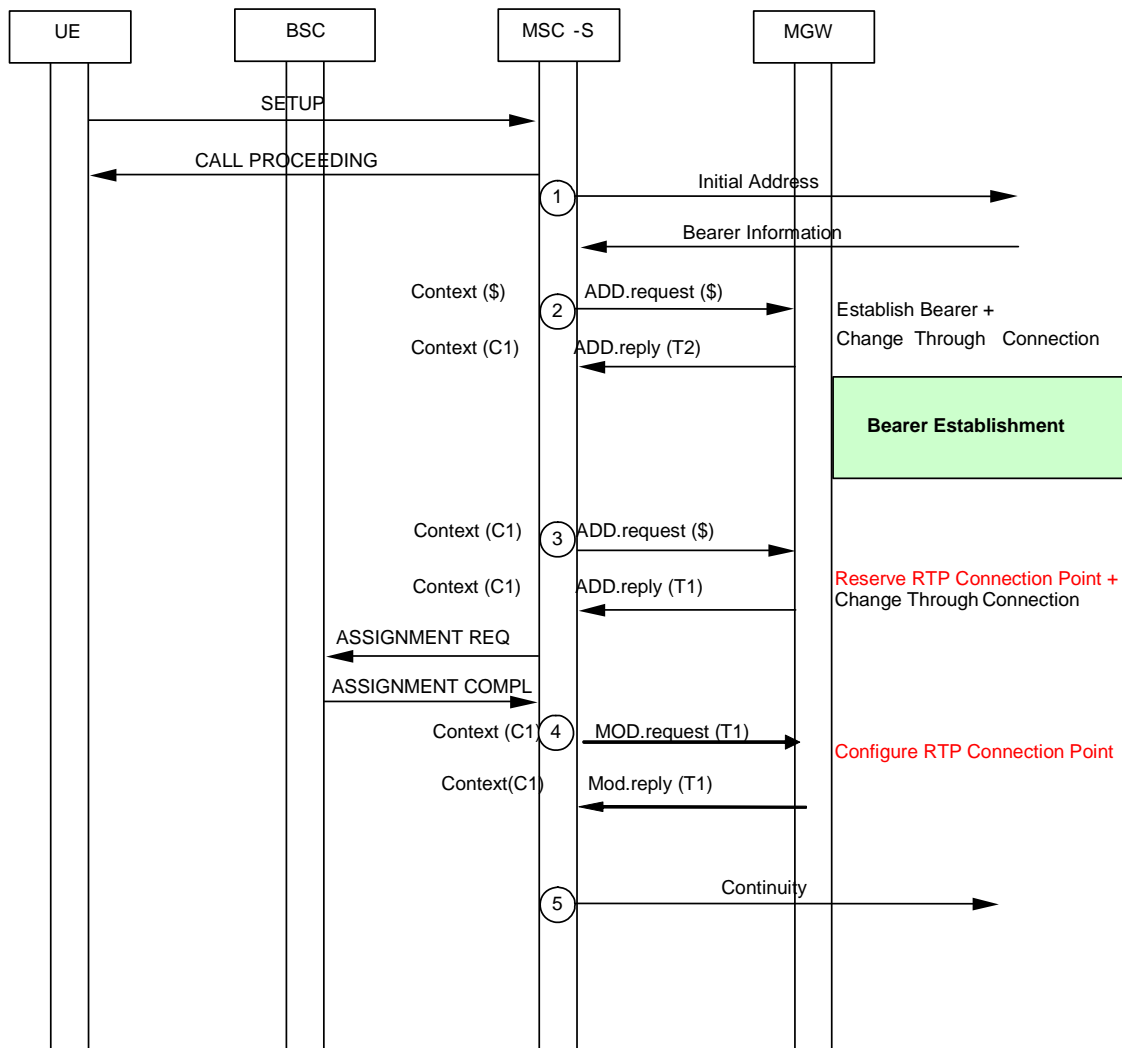 UE
BSC
MSC -S
MGW
SETUP
CALL PROCEEDING
Initial Address
1
Bearer Information
Context ($)
ADD.request ($)
2
Establish Bearer +
Change Through Connection
Context (C1)
ADD.reply (T2)
Bearer Establishment
Context (C1)
3
ADD.request ($)
Reserve RTP Connection Point +
Change Through Connection
Context (C1)
ADD.reply (T1)
ASSIGNMENT REQ
ASSIGNMENT COMPL
Context (C1)
4
MOD.request (T1)
Configure RTP Connection Point
Context(C1)
Mod.reply (T1)
Continuity
5